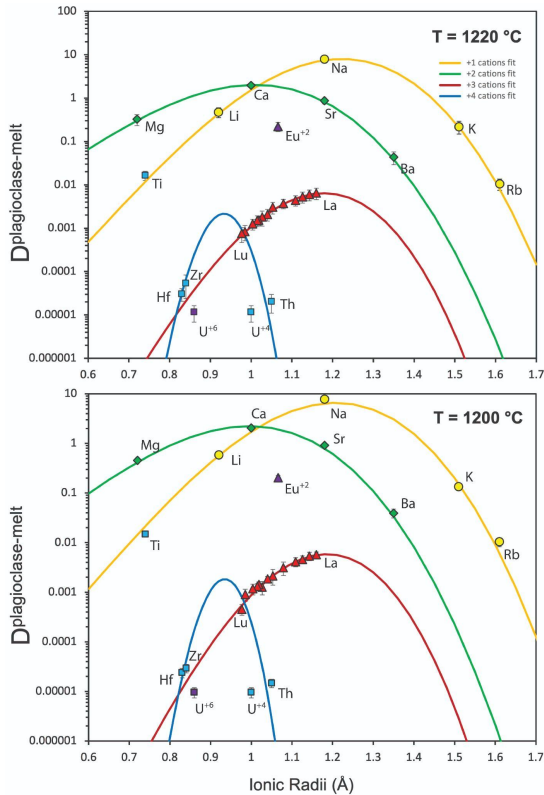 T = 1220 °C
+1 cations fit
+2 cations fit
+3 cations fit
+4 cations fit
Dplagioclase-melt
100
10
1
0.1
0.01
0.001
0.0001
0.00001
0.000001
Na
Ca
Sr
Mg
Li
Eu+2
K
Ba
Ti
Rb
La
Lu
Zr
Hf
Th
U+6
U+4
0.6
0.7
0.8
0.9
1
1.1
1.2
1.3
1.4
1.5
1.6
1.7
T = 1200 °C
Dplagioclase-melt
10
1
0.1
0.01
0.001
0.0001
0.00001
0.000001
Na
Ca
Sr
Mg
Li
Eu+2
K
Ba
Ti
Rb
La
Lu
Zr
Hf
Th
U+6
U+4
0.6
0.7
0.8
0.9
1
1.1
1.2
1.3
1.4
1.5
1.6
1.7
Ionic Radii (Å)